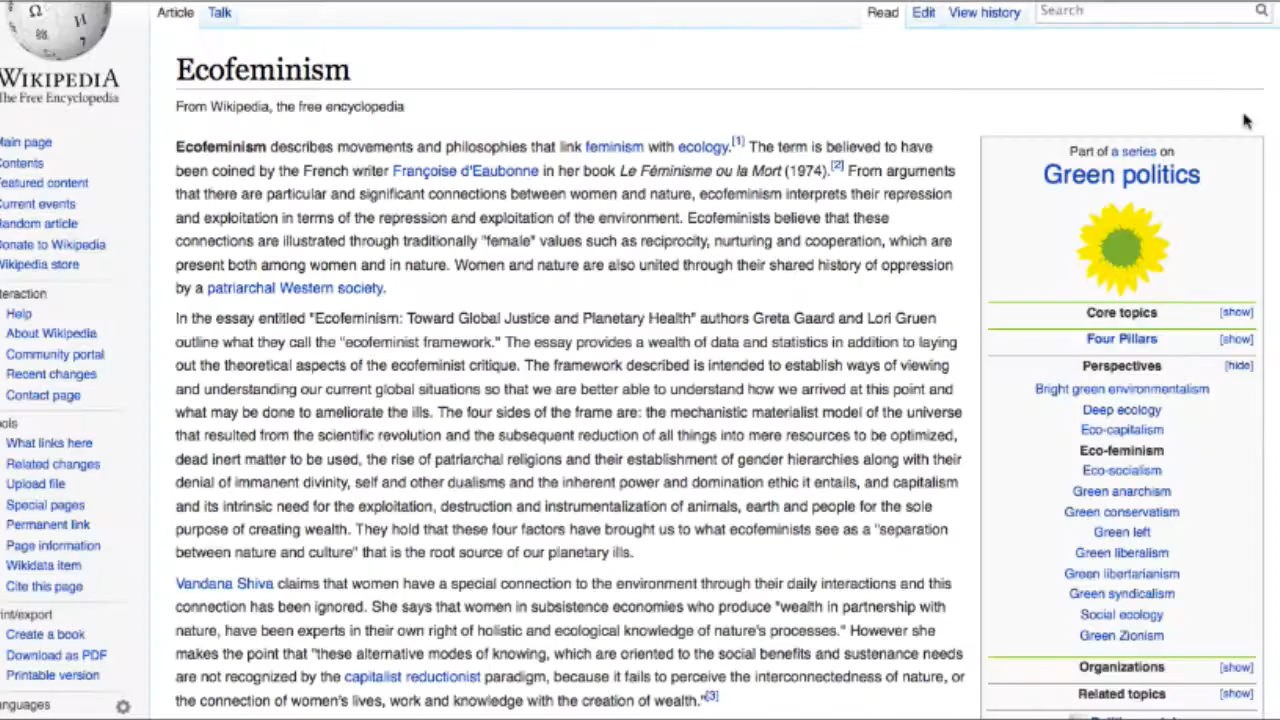 Article Talk Read Edit View history Search
WIKIPEDIA
The Free Encyclopedia
Main page
Contents
Featured content
Current events
Random article
Donate to Wikipedia
Wikipedia store
Interaction
Help
About Wikipedia
Community portal
Recent changes
Contact page
Tools
What links here
Related changes
Upload file
Special pages
Permanent link
Page information
Wikidata item
Cite this page
Print/export
Create a book
Download as PDF
Printable version
Languages
Ecofeminism
From Wikipedia, the free encyclopedia
Ecofeminism describes movements and philosophies that link feminism with ecology.[1] The term is believed to have
been coined by the French writer Françoise d'Eaubonne in her book Le Féminisme ou la Mort (1974).[2] From arguments
that there are particular and significant connections between women and nature, ecofeminism interprets their repression
and exploitation in terms of the repression and exploitation of the environment. Ecofeminists believe that these
connections are illustrated through traditionally "female" values such as reciprocity, nurturing and cooperation, which are
present both among women and in nature. Women and nature are also united through their shared history of oppression
by a patriarchal Western society.
In the essay entitled "Ecofeminism: Toward Global Justice and Planetary Health" authors Greta Gaard and Lori Gruen
outline what they call the "ecofeminist framework." The essay provides a wealth of data and statistics in addition to laying
out the theoretical aspects of the ecofeminist critique. The framework described is intended to establish ways of viewing
and understanding our current global situations so that we are better able to understand how we arrived at this point and
what may be done to ameliorate the ills. The four sides of the frame are: the mechanistic materialist model of the universe
that resulted from the scientific revolution and the subsequent reduction of all things into mere resources to be optimized,
dead inert matter to be used, the rise of patriarchal religions and their establishment of gender hierarchies along with their
denial of immanent divinity, self and other dualisms and the inherent power and domination ethic it entails, and capitalism
and its intrinsic need for the exploitation, destruction and instrumentalization of animals, earth and people for the sole
purpose of creating wealth. They hold that these four factors have brought us to what ecofeminists see as a "separation
between nature and culture" that is the root source of our planetary ills.
Vandana Shiva claims that women have a special connection to the environment through their daily interactions and this
connection has been ignored. She says that women in subsistence economies who produce "wealth in partnership with
nature, have been experts in their own right of holistic and ecological knowledge of nature's processes." However she
makes the point that "these alternative modes of knowing, which are oriented to the social benefits and sustenance needs
are not recognized by the capitalist reductionist paradigm, because it fails to perceive the interconnectedness of nature, or
the connection of women's lives, work and knowledge with the creation of wealth."[3]
Part of a series on
Green politics
Core topics [show]
Four Pillars [show]
Perspectives [hide]
Bright green environmentalism
Deep ecology
Eco-capitalism
Eco-feminism
Eco-socialism
Green anarchism
Green conservatism
Green left
Green liberalism
Green libertarianism
Green syndicalism
Social ecology
Green Zionism
Organizations [show]
Related topics [show]